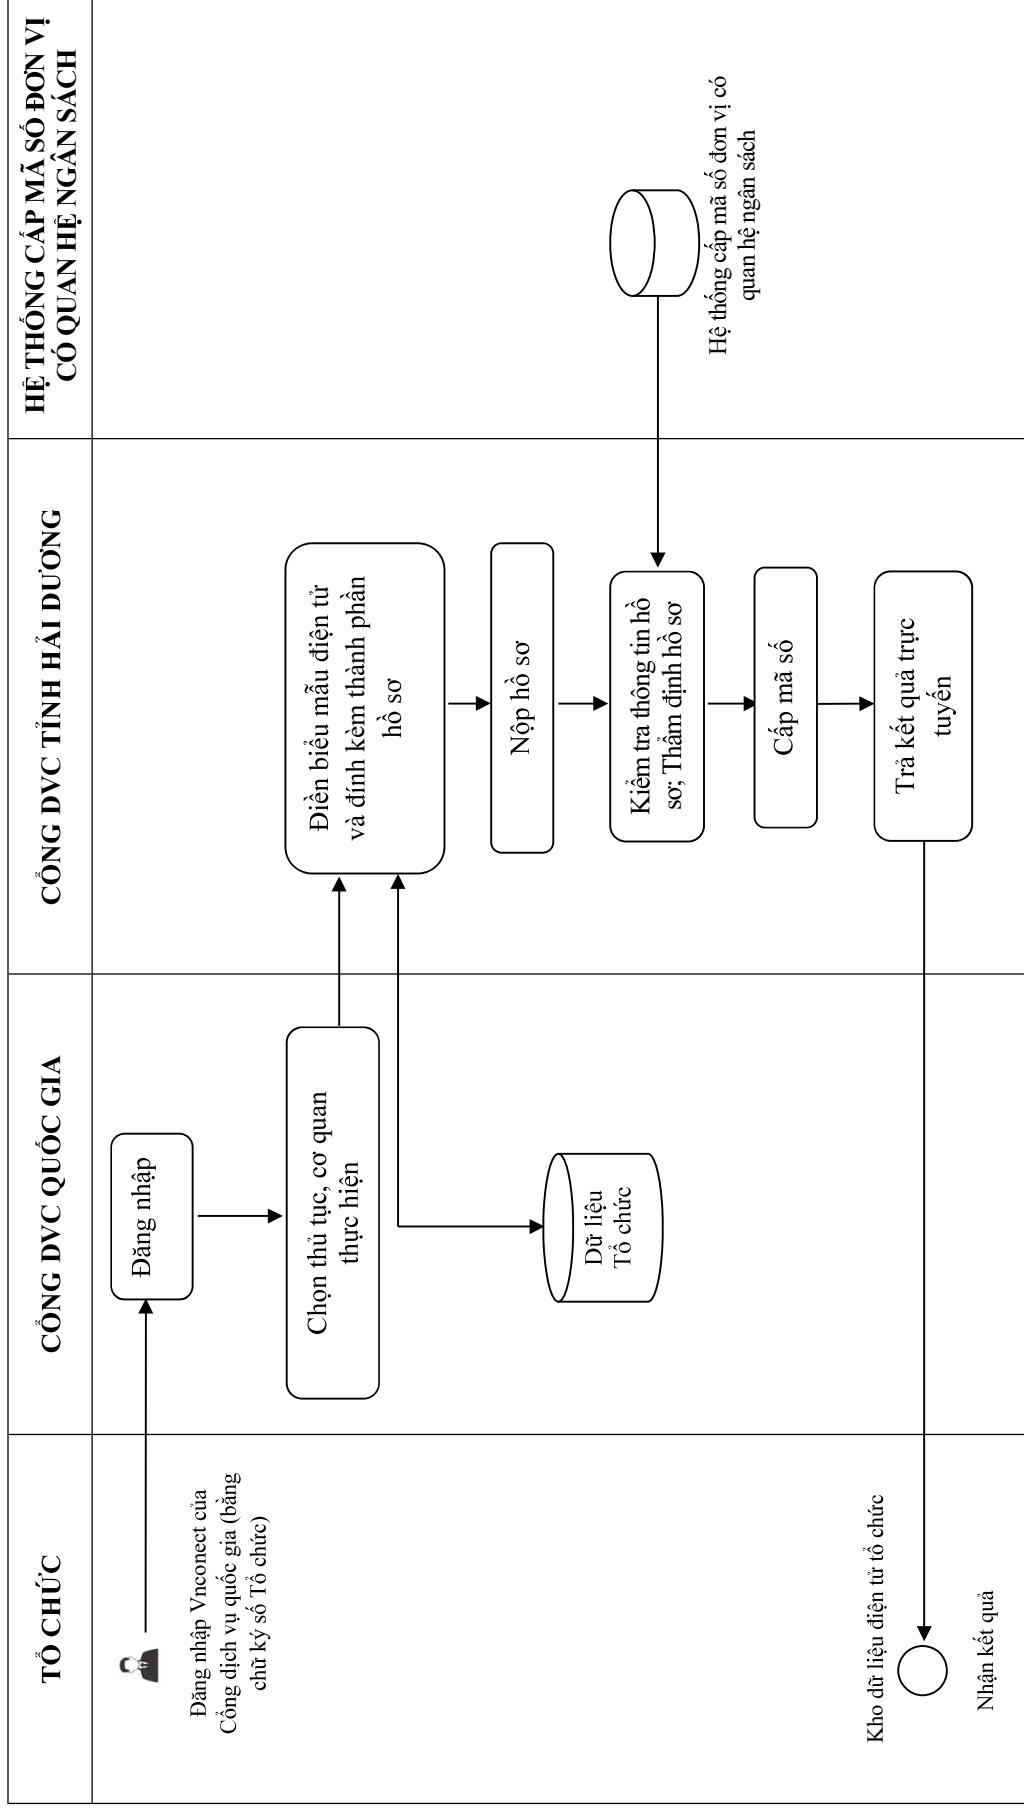 TỔ CHỨC
CỔNG DVC QUỐC GIA
CỔNG DVC TỈNH HẢI DƯƠNG
HỆ THỐNG CẤP MÃ SỐ ĐƠN VỊ
CÓ QUAN HỆ NGÂN SÁCH
Đăng nhập Vnconect của
Cổng dịch vụ quốc gia (bằng
chữ ký số Tổ chức)
Đăng nhập
Chọn thủ tục, cơ quan
thực hiện
Điền biểu mẫu điện tử
và đính kèm thành phần
hồ sơ
Nộp hồ sơ
Dữ liệu
Tổ chức
Kiểm tra thông tin hồ
sơ; Thẩm định hồ sơ
Hệ thống cấp mã số đơn vị có
quan hệ ngân sách
Cấp mã số
Trả kết quả trực
tuyến
Kho dữ liệu điện tử tổ chức
Nhận kết quả